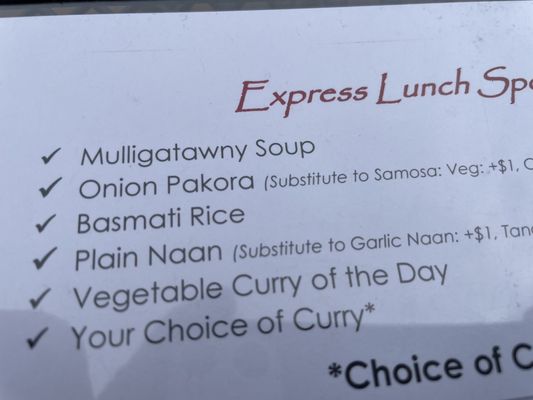 Express Lunch
✔ Mulligatawny Soup
✔ Onion Pakora (Substitute to Samosa: Veg: +$1,
✔ Basmati Rice
✔ Plain Naan (Substitute to Garlic Naan: +$1,
✔ Vegetable Curry of the Day
✔ Your Choice of Curry*
*Choice of